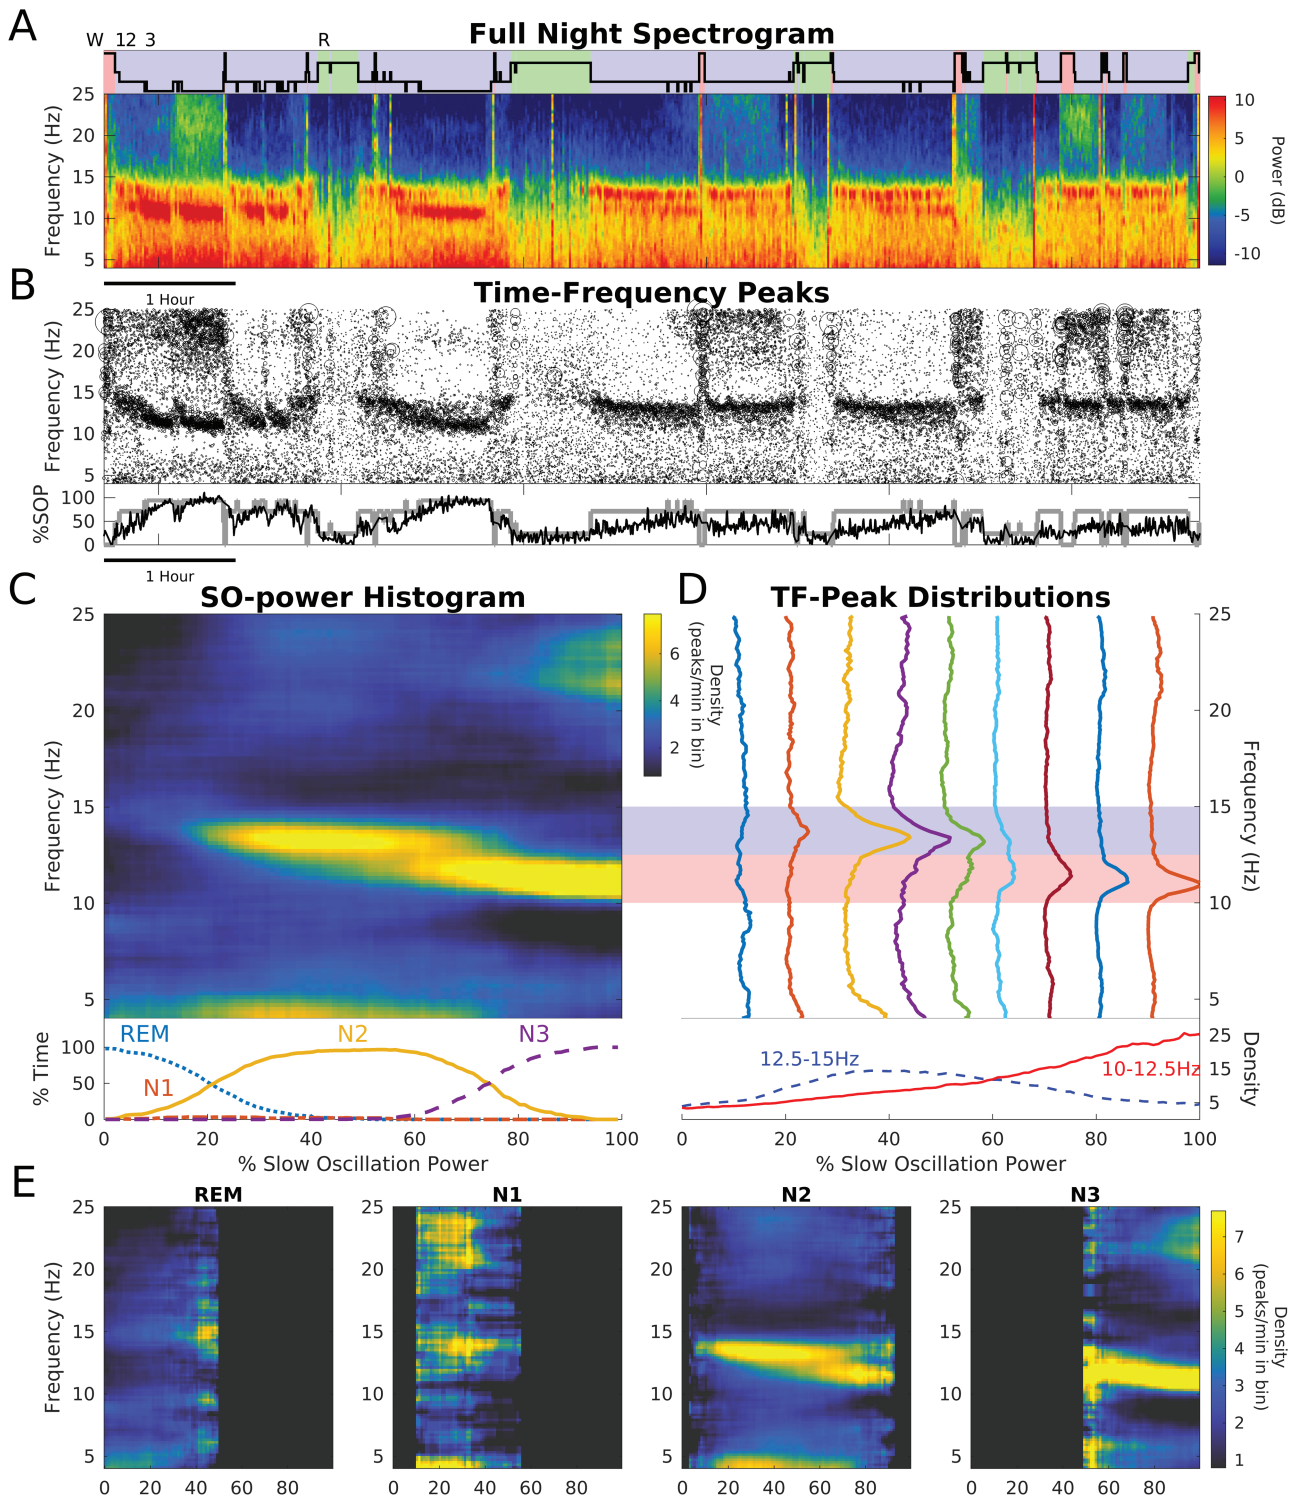 A
Full Night Spectrogram
W 12 3 R
25
20
15
10
5
Frequency (Hz)
10
5
0
-5
-10
Power (dB)
1 Hour
B
Time-Frequency Peaks
25
20
15
10
5
Frequency (Hz)
100
50
0
%SOP
1 Hour
C
SO-power Histogram
25
20
15
10
5
Frequency (Hz)
6
4
2
Density
(peaks/min in bin)
REM
N1
N2
N3
100
50
0
% Time
0 20 40 60 80 100
% Slow Oscillation Power
D
TF-Peak Distributions
25
20
15
10
5
Frequency (Hz)
12.5-15Hz
10-12.5Hz
25
15
5
Density
0 20 40 60 80 100
% Slow Oscillation Power
E
REM
25
20
15
10
5
Frequency (Hz)
0 20 40 60 80
N1
25
20
15
10
5
0 20 40 60 80
N2
25
20
15
10
5
0 20 40 60 80
N3
25
20
15
10
5
0 20 40 60 80
7
6
5
4
3
2
1
Density
(peaks/min in bin)